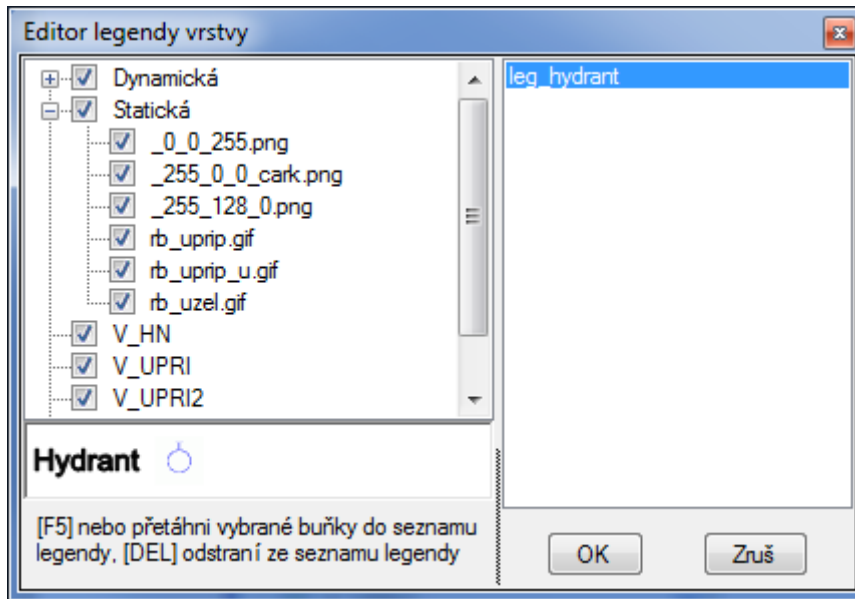 Editor legendy vrstvy
Dynamická
Statická
_0_0_255.png
_255_0_0_cark.png
_255_128_0.png
rb_uprip.gif
rb_uprip_u.gif
rb_uzel.gif
V_HN
V_UPRI
V_UPRI2
Hydrant
[F5] nebo přetáhni vybrané buňky do seznamu
legendy, [DEL] odstraní ze seznamu legendy
leg_hydrant
OK
Zruš